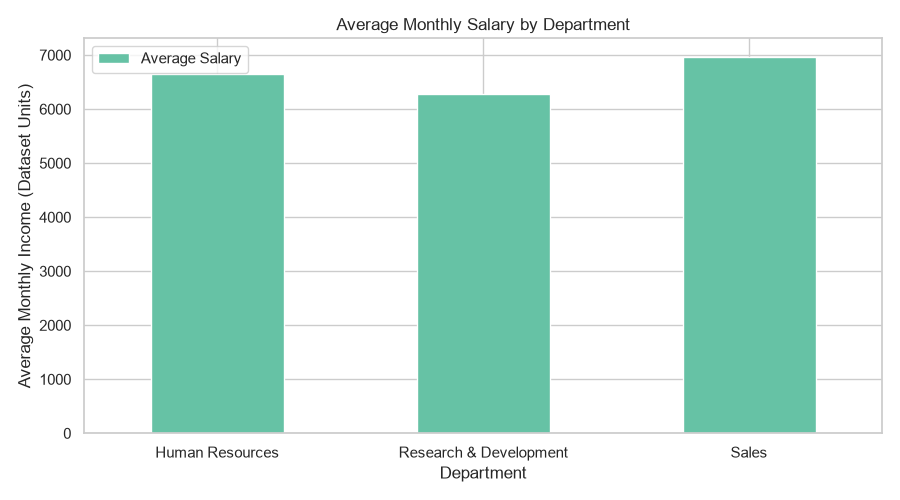 Average Monthly Salary by Department
Average Salary
Average Monthly Income (Dataset Units)
7000
6000
5000
4000
3000
2000
1000
0
Human Resources
Research & Development
Sales
Department